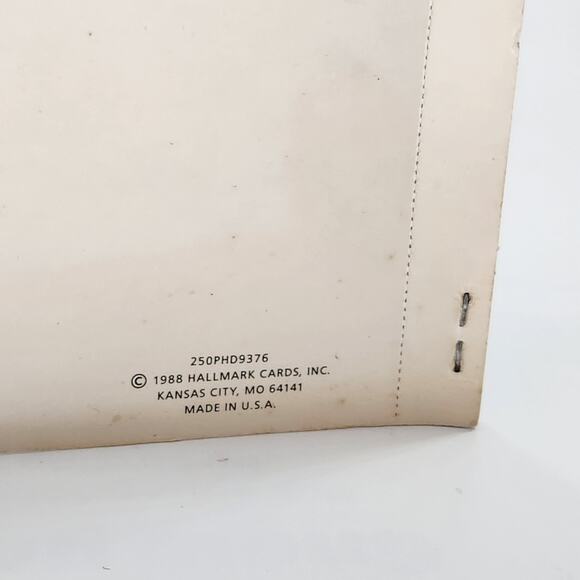 250PHD9376
© 1988 HALLMARK CARDS, INC.
KANSAS CITY, MO 64141
MADE IN U.S.A.